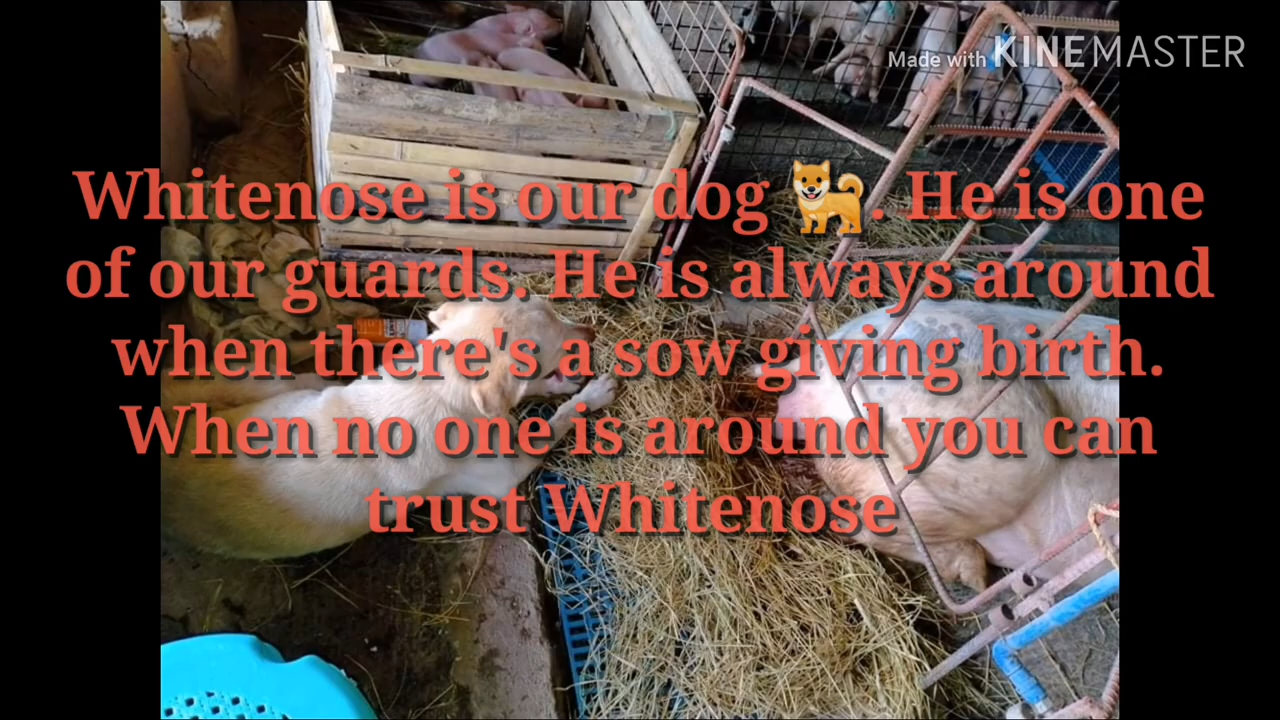 Made with KINEMASTER
Whitenose is our dog 🐕. He is one
of our guards. He is always around
when there's a sow giving birth.
When no one is around you can
trust Whitenose